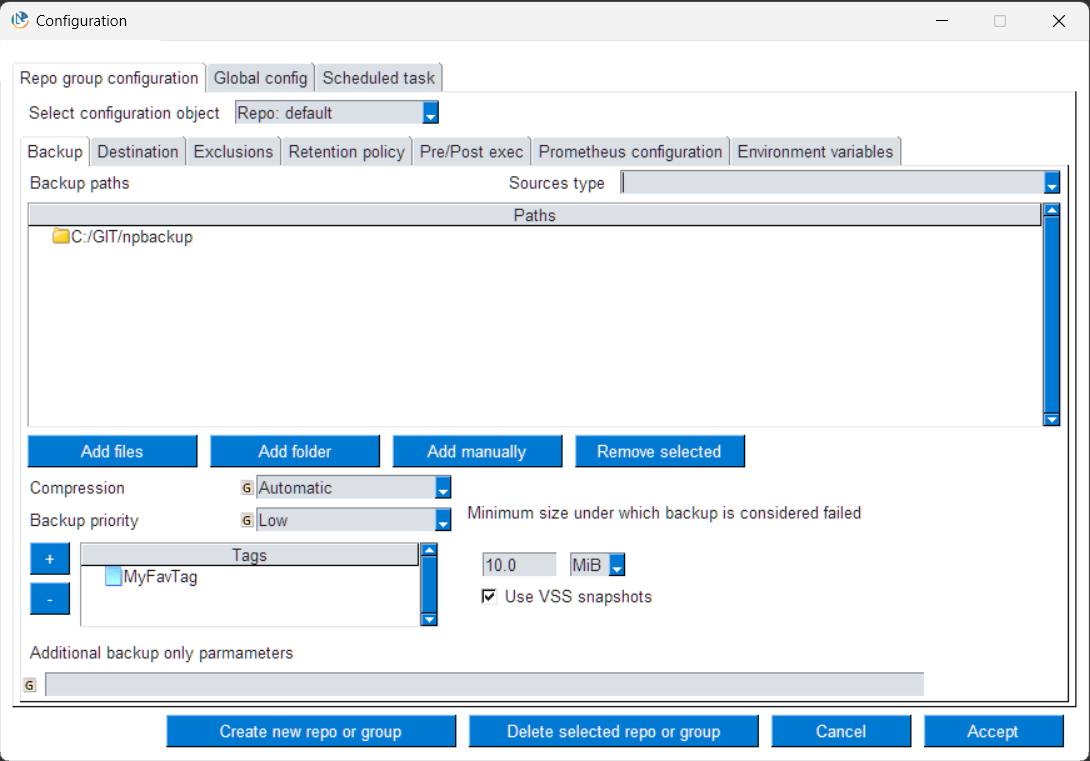 Configuration
Repo group configuration Global config Scheduled task
Select configuration object Repo: default
Backup Destination Exclusions Retention policy Pre/Post exec Prometheus configuration Environment variables
Backup paths Sources type
Paths
C:/GIT/npbackup
Add files Add folder Add manually Remove selected
Compression G Automatic
Backup priority G Low Minimum size under which backup is considered failed
+ Tags 10.0 MiB
MyFavTag
- Use VSS snapshots
Additional backup only parmameters
G
Create new repo or group Delete selected repo or group Cancel Accept